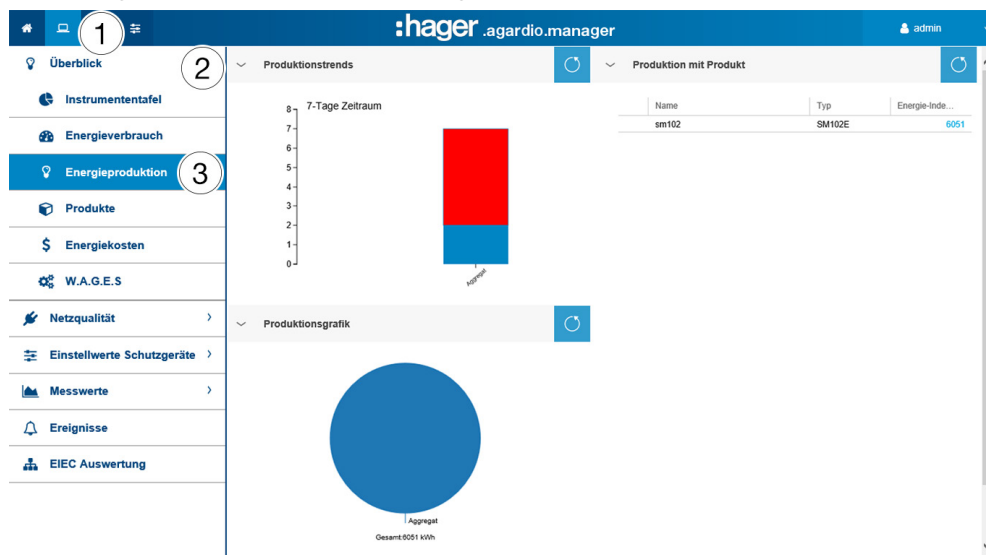 1
:hager .agardio.manager
admin
Überblick
2
Instrumententafel
Energieverbrauch
Energieproduktion
3
Produkte
Energiekosten
W.A.G.E.S
Netzqualität
Einstellwerte Schutzgeräte
Messwerte
Ereignisse
EIEC Auswertung
Produktionstrends
7-Tage Zeitraum
8
7
6
5
4
3
2
1
0
Aggregat
Produktion mit Produkt
Name Typ Energie-Inde...
sm102 SM102E 6051
Produktionsgrafik
Aggregat
Gesamt:6051 kWh